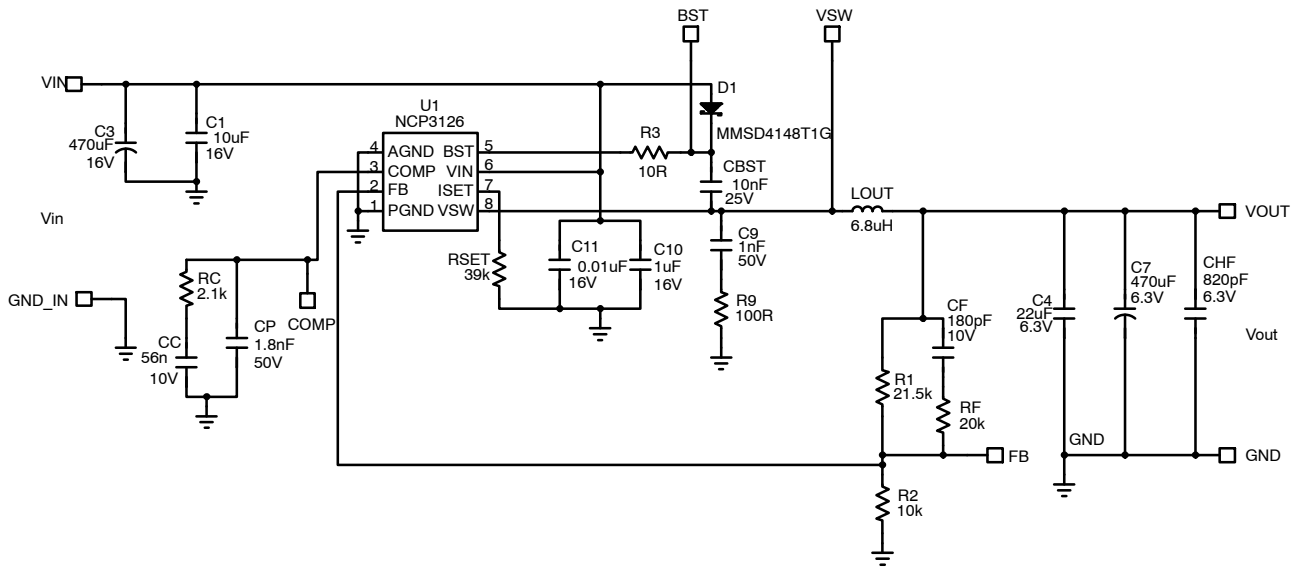 BST
VSW
VIN
D1
MMSD4148T1G
C3
470uF
16V
C1
10uF
16V
U1
NCP3126
4 AGND BST 5
3 COMP VIN 6
2 FB ISET 7
1 PGND VSW 8
R3
10R
CBST
10nF
25V
LOUT
6.8uH
VOUT
Vin
C9
1nF
50V
C11
0.01uF
16V
C10
1uF
16V
RSET
39k
RC
2.1k
GND_IN
COMP
CP
1.8nF
50V
CC
56n
10V
R9
100R
CF
180pF
10V
C4
22uF
6.3V
C7
470uF
6.3V
CHF
820pF
6.3V
Vout
R1
21.5k
RF
20k
GND
FB
GND
R2
10k